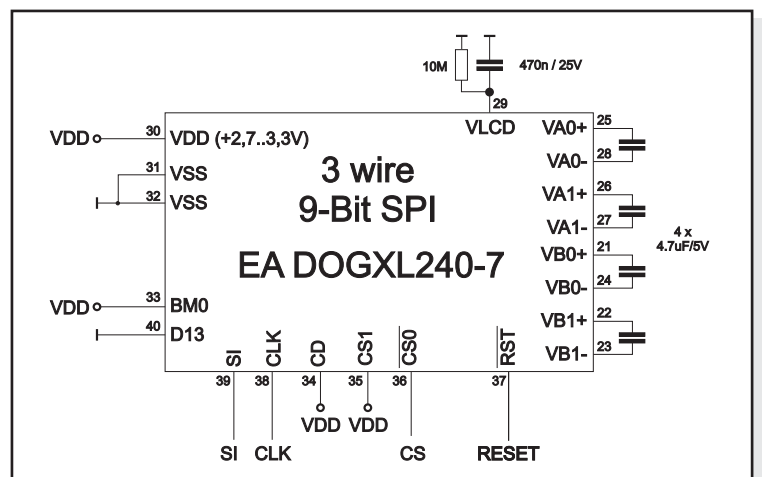 10M
470n / 25V
29
VLCD
VDD
30
VDD (+2,7..3,3V)
31
VSS
32
VSS
3 wire
9-Bit SPI
EA DOGXL240-7
VDD
33
BM0
40
D13
VA0+
25
VA0-
28
VA1+
26
VA1-
27
VB0+
21
VB0-
24
VB1+
22
VB1-
23
4 x
4.7uF/5V
SI
CLK
CD
CS1
CS0
RST
39
38
34
35
36
37
VDD
VDD
SI
CLK
CS
RESET